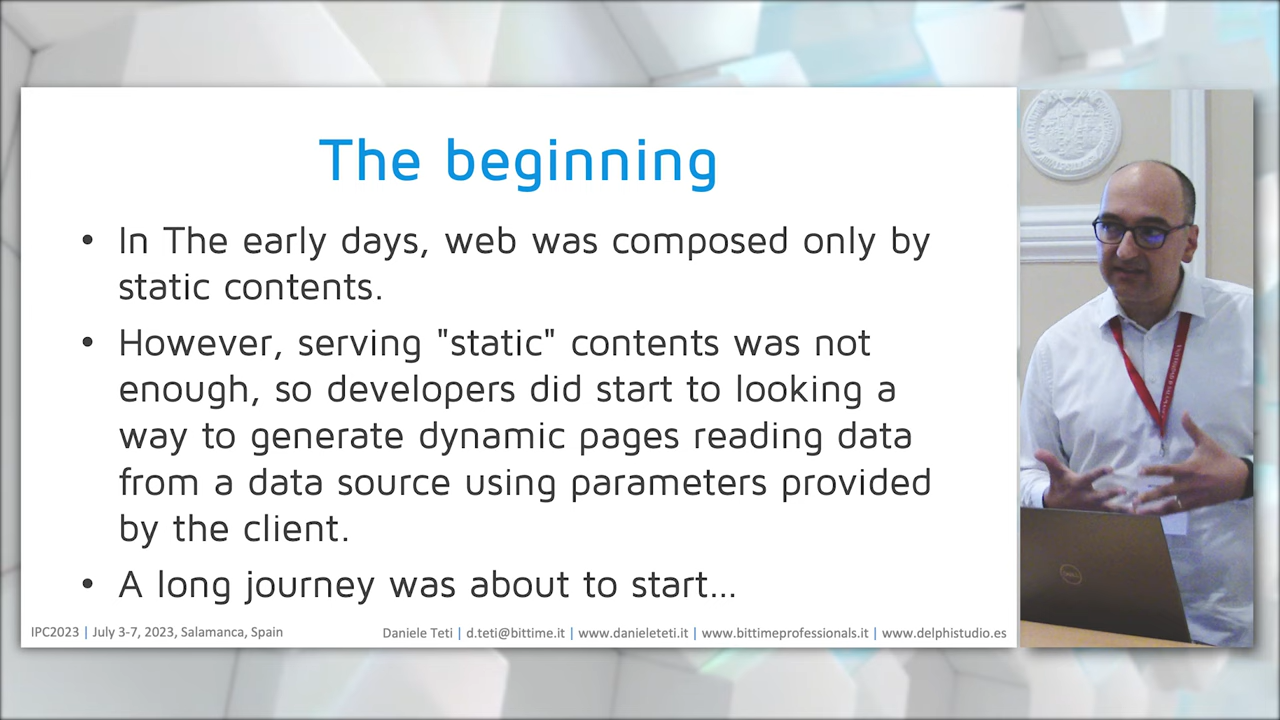 The beginning
• In The early days, web was composed only by
static contents.
• However, serving "static" contents was not
enough, so developers did start to looking a
way to generate dynamic pages reading data
from a data source using parameters provided
by the client.
• A long journey was about to start...
IPC2023 | July 3-7, 2023, Salamanca, Spain
Daniele Teti | d.teti@bittime.it | www.danieleteti.it | www.bittimeprofessionals.it | www.delphistudio.es
DELL